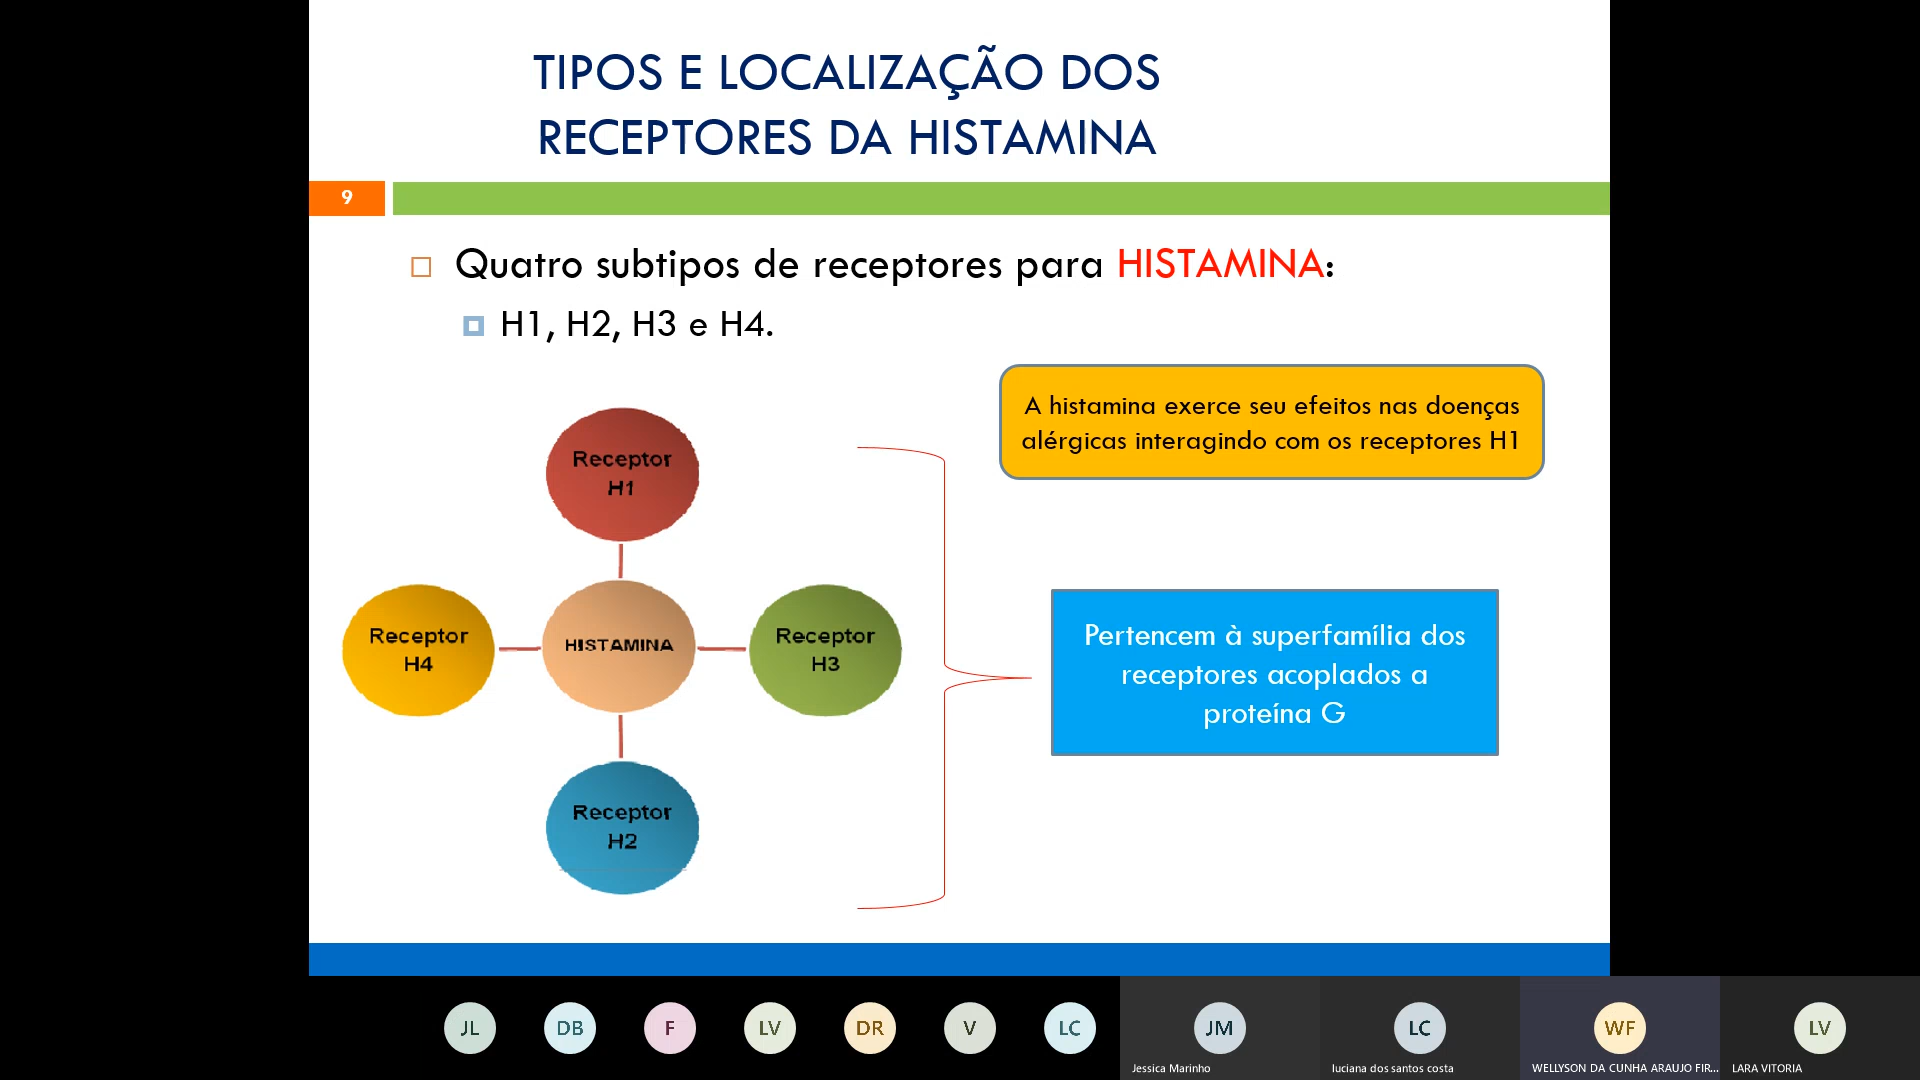 TIPOS E LOCALIZAÇÃO DOS
RECEPTORES DA HISTAMINA
9
Quatro subtipos de receptores para HISTAMINA:
H1, H2, H3 e H4.
A histamina exerce seu efeitos nas doenças
alérgicas interagindo com os receptores H1
Receptor
H1
Receptor
H4
HISTAMINA
Receptor
H3
Pertencem à superfamília dos
receptores acoplados a
proteína G
Receptor
H2
JL
DB
F
LV
DR
V
LC
JM
LC
WF
LV
Jessica Marinho
luciana dos santos costa
WELLYSON DA CUNHA ARAUJO FIR...
LARA VITORIA